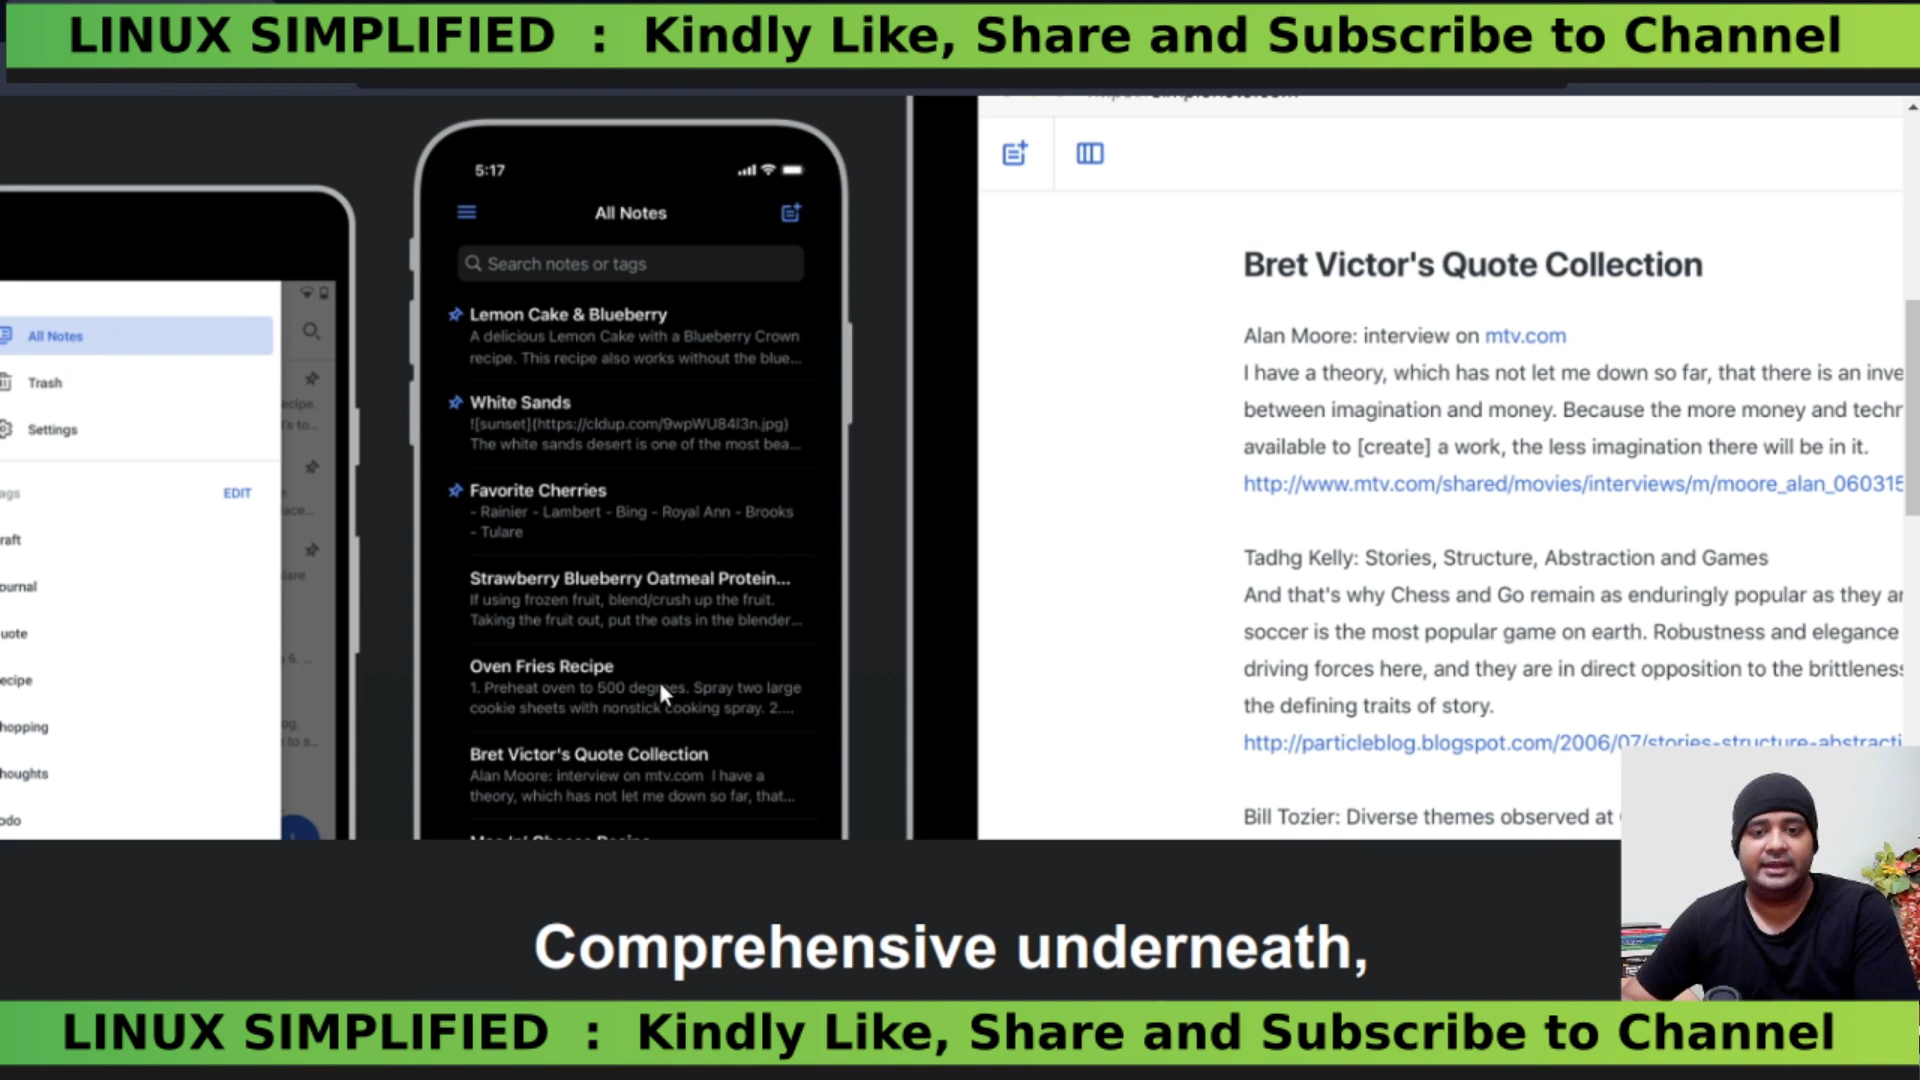 LINUX SIMPLIFIED : Kindly Like, Share and Subscribe to Channel
5:17
All Notes
Search notes or tags
Lemon Cake & Blueberry
A delicious Lemon Cake with a Blueberry Crown
recipe. This recipe also works without the blue...
White Sands
![sunset](https://cldup.com/9wpWU84l3n.jpg)
The white sands desert is one of the most bea...
Favorite Cherries
- Rainier - Lambert - Bing - Royal Ann - Brooks
- Tulare
Strawberry Blueberry Oatmeal Protein...
If using frozen fruit, blend/crush up the fruit.
Taking the fruit out, put the oats in the blender...
Oven Fries Recipe
1. Preheat oven to 500 degrees. Spray two large
cookie sheets with nonstick cooking spray. 2....
Bret Victor's Quote Collection
Alan Moore: interview on mtv.com I have a
theory, which has not let me down so far, that...
All Notes
Trash
Settings
ags
EDIT
raft
ournal
uote
ecipe
hopping
houghts
odo
Bret Victor's Quote Collection
Alan Moore: interview on mtv.com
I have a theory, which has not let me down so far, that there is an inve
between imagination and money. Because the more money and techr
available to [create] a work, the less imagination there will be in it.
http://www.mtv.com/shared/movies/interviews/m/moore_alan_060315
Tadhg Kelly: Stories, Structure, Abstraction and Games
And that's why Chess and Go remain as enduringly popular as they ar
soccer is the most popular game on earth. Robustness and elegance
driving forces here, and they are in direct opposition to the brittleness
the defining traits of story.
http://particleblog.blogspot.com/2006/07/stories-structure-abstracti
Bill Tozier: Diverse themes observed at
Comprehensive underneath,
LINUX SIMPLIFIED : Kindly Like, Share and Subscribe to Channel